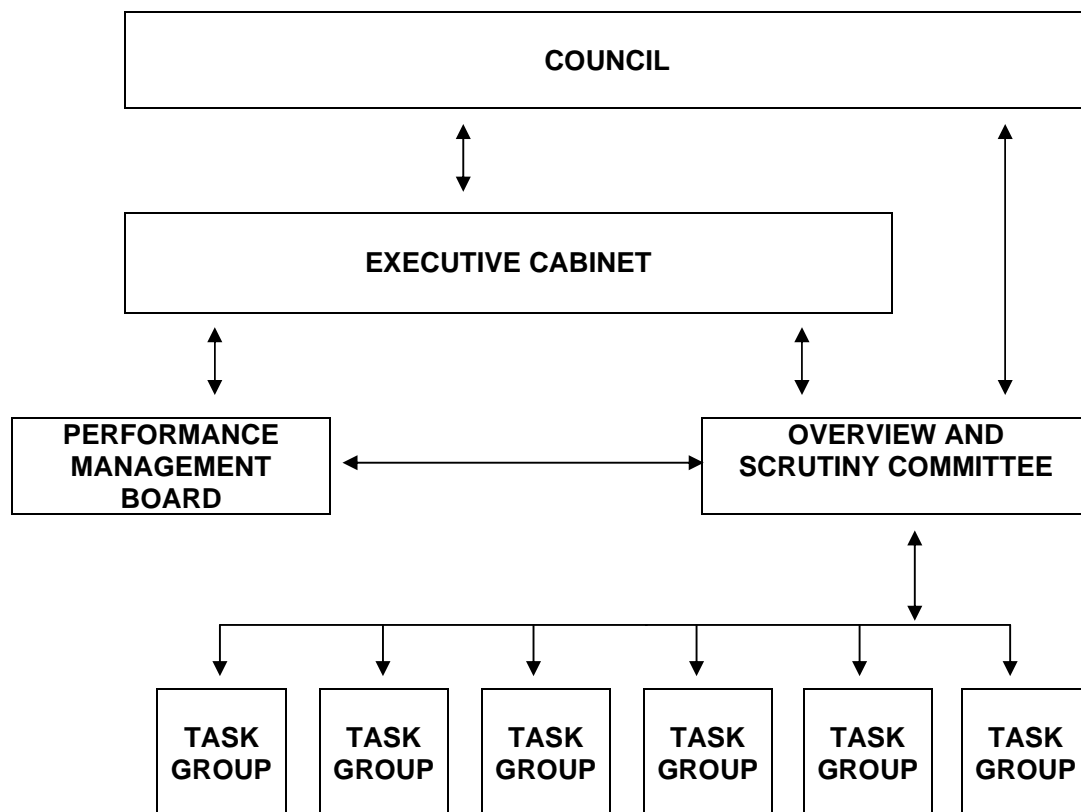 COUNCIL
EXECUTIVE CABINET
PERFORMANCE
MANAGEMENT
BOARD
OVERVIEW AND
SCRUTINY COMMITTEE
TASK
GROUP
TASK
GROUP
TASK
GROUP
TASK
GROUP
TASK
GROUP
TASK
GROUP